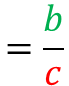 = b/c